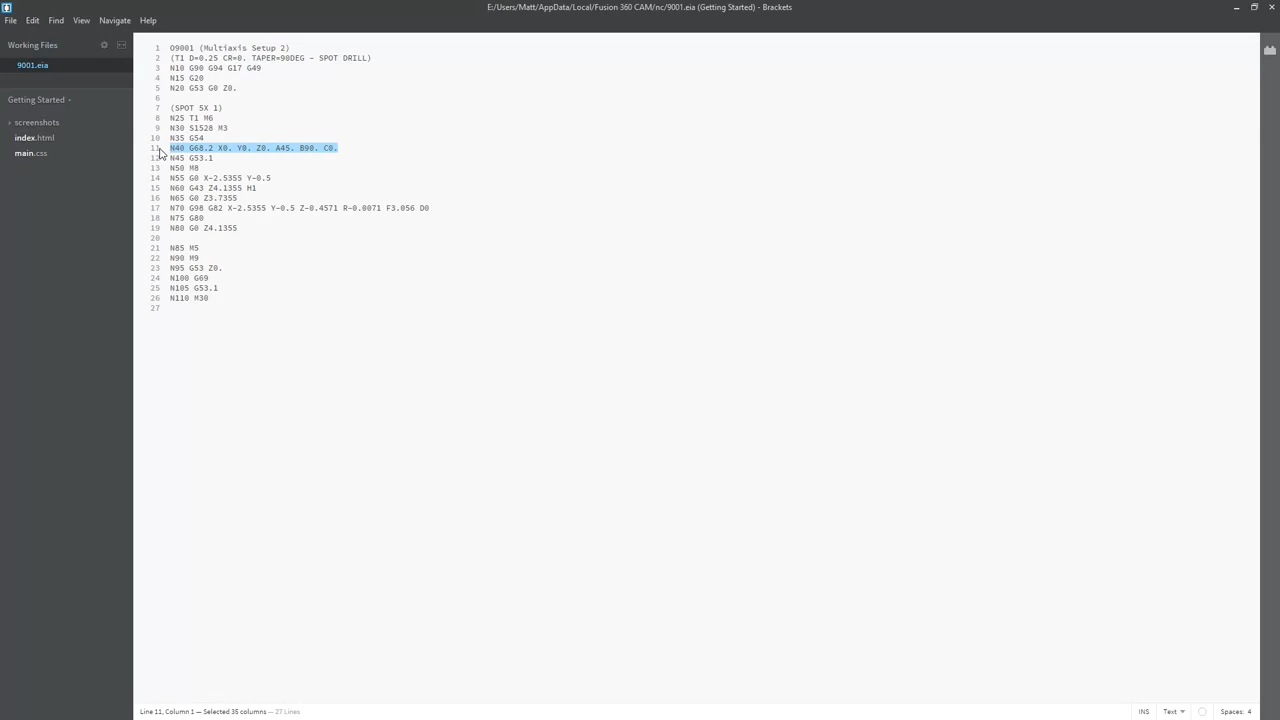 E:/Users/Matt/AppData/Local/Fusion 360 CAM/nc/9001.eia (Getting Started) - Brackets
File Edit Find View Navigate Help
Working Files
9001.eia
Getting Started
screenshots
index.html
main.css
1 O9001 (Multiaxis Setup 2)
2 (T1 D=0.25 CR=0. TAPER=90DEG - SPOT DRILL)
3 N10 G90 G94 G17 G49
4 N15 G20
5 N20 G53 G0 Z0.
6
7 (SPOT 5X 1)
8 N25 T1 M6
9 N30 S1528 M3
10 N35 G54
11 N40 G68.2 X0. Y0. Z0. A45. B90. C0.
12 N45 G53.1
13 N50 M8
14 N55 G0 X-2.5355 Y-0.5
15 N60 G43 Z4.1355 H1
16 N65 G0 Z3.7355
17 N70 G98 G82 X-2.5355 Y-0.5 Z-0.4571 R-0.0071 F3.056 D0
18 N75 G80
19 N80 G0 Z4.1355
20
21 N85 M5
22 N90 M9
23 N95 G53 Z0.
24 N100 G69
25 N105 G53.1
26 N110 M30
27
Line 11, Column 1 — Selected 35 columns — 27 Lines
INS Text Spaces: 4